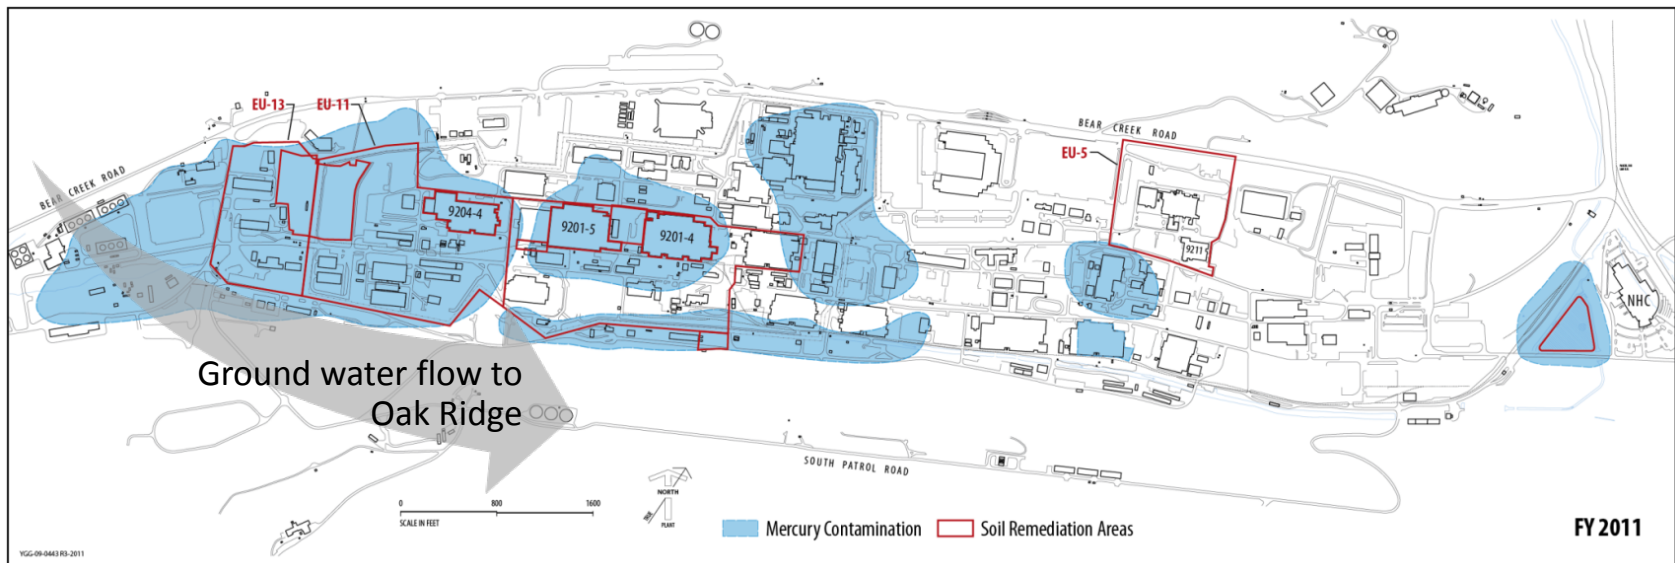 EU-13
EU-11
BEAR CREEK ROAD
EU-5
BEAR CREEK ROAD
9204-4
9201-5
9201-4
9211
NHC
Ground water flow to
Oak Ridge
SOUTH PATROL ROAD
0 800 1600
SCALE IN FEET
NORTH
TRUE
PLANT
Mercury Contamination
Soil Remediation Areas
FY 2011
YGG-09-0443 R3-2011